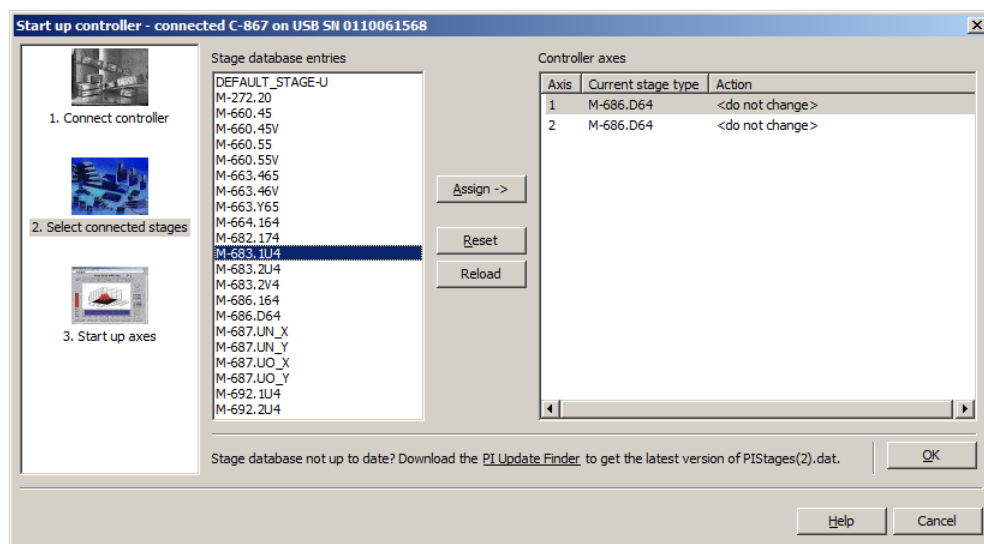 Start up controller - connected C-867 on USB SN 0110061568
1. Connect controller
2. Select connected stages
3. Start up axes
Stage database entries
DEFAULT_STAGE-U
M-272.20
M-660.45
M-660.45V
M-660.55
M-660.55V
M-663.465
M-663.46V
M-663.Y65
M-664.164
M-682.174
M-683.1U4
M-683.2U4
M-683.2V4
M-686.164
M-686.D64
M-687.UN_X
M-687.UN_Y
M-687.UO_X
M-687.UO_Y
M-692.1U4
M-692.2U4
Assign ->
Reset
Reload
Controller axes
Axis Current stage type Action
1 M-686.D64 <do not change>
2 M-686.D64 <do not change>
Stage database not up to date? Download the PI Update Finder to get the latest version of PIStages(2).dat.
OK
Help Cancel